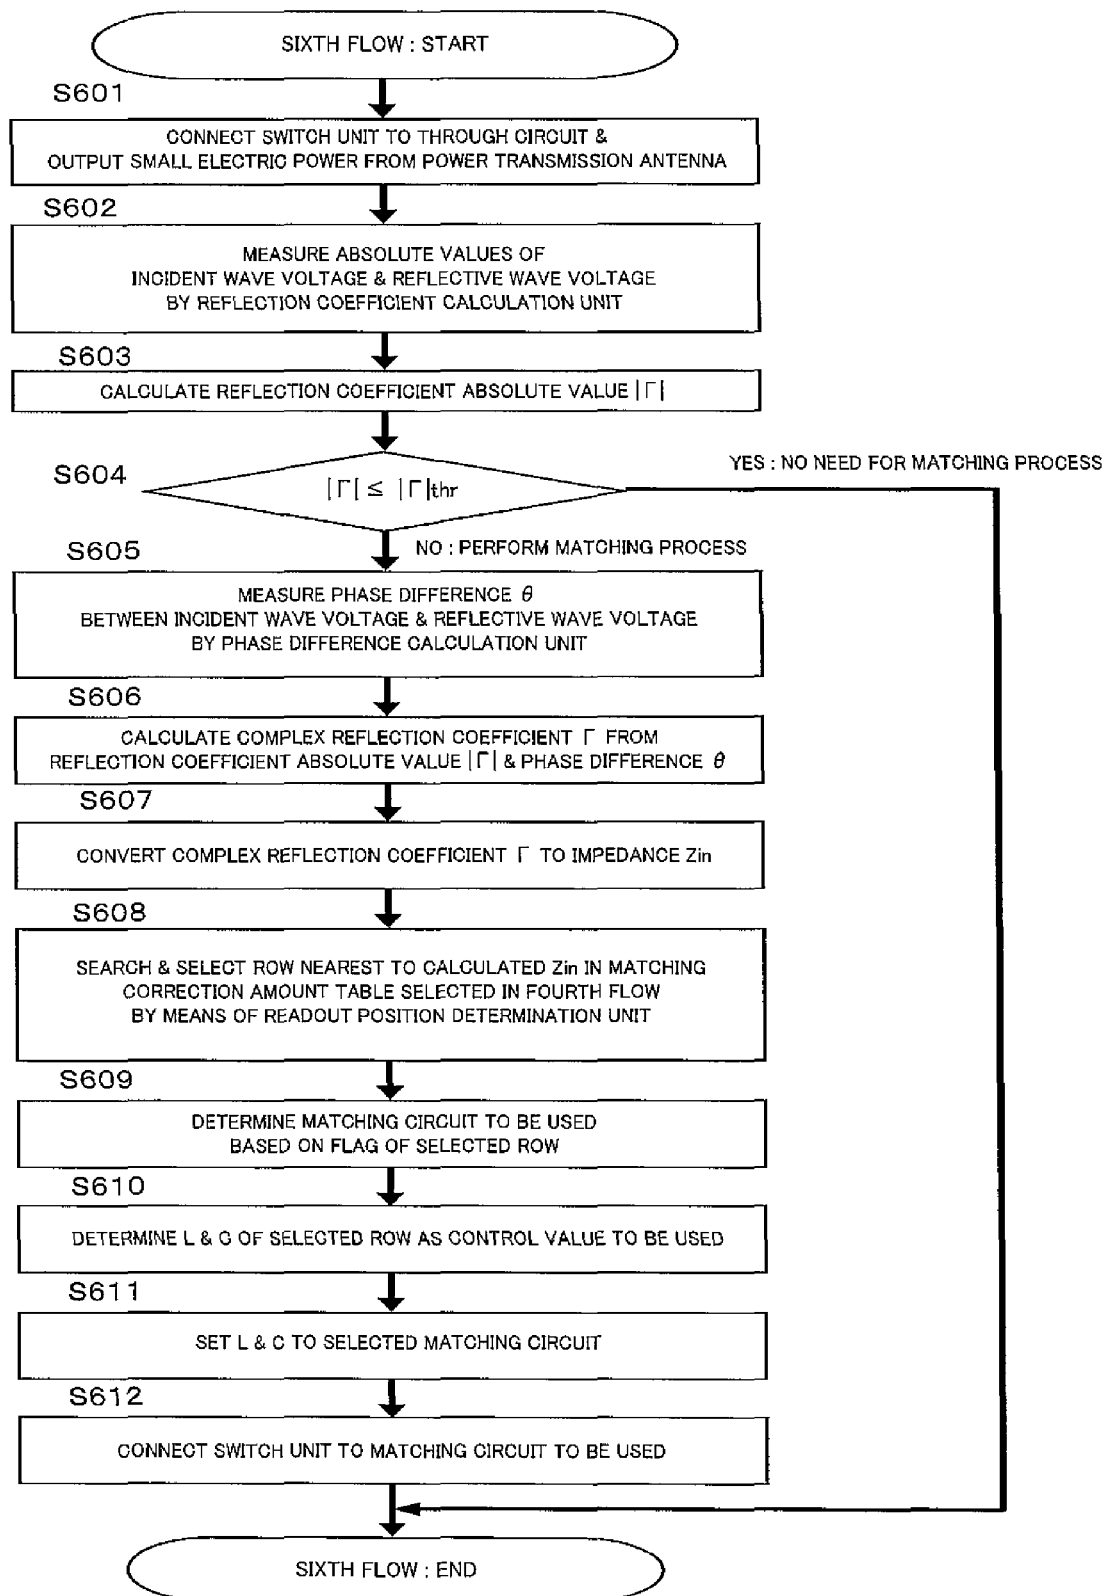 SIXTH FLOW : START
S601
CONNECT SWITCH UNIT TO THROUGH CIRCUIT &
OUTPUT SMALL ELECTRIC POWER FROM POWER TRANSMISSION ANTENNA
S602
MEASURE ABSOLUTE VALUES OF
INCIDENT WAVE VOLTAGE & REFLECTIVE WAVE VOLTAGE
BY REFLECTION COEFFICIENT CALCULATION UNIT
S603
CALCULATE REFLECTION COEFFICIENT ABSOLUTE VALUE |Γ|
S604
|Γ| ≤ |Γ|thr
YES : NO NEED FOR MATCHING PROCESS
NO : PERFORM MATCHING PROCESS
S605
MEASURE PHASE DIFFERENCE θ
BETWEEN INCIDENT WAVE VOLTAGE & REFLECTIVE WAVE VOLTAGE
BY PHASE DIFFERENCE CALCULATION UNIT
S606
CALCULATE COMPLEX REFLECTION COEFFICIENT Γ FROM
REFLECTION COEFFICIENT ABSOLUTE VALUE |Γ| & PHASE DIFFERENCE θ
S607
CONVERT COMPLEX REFLECTION COEFFICIENT Γ TO IMPEDANCE Zin
S608
SEARCH & SELECT ROW NEAREST TO CALCULATED Zin IN MATCHING
CORRECTION AMOUNT TABLE SELECTED IN FOURTH FLOW
BY MEANS OF READOUT POSITION DETERMINATION UNIT
S609
DETERMINE MATCHING CIRCUIT TO BE USED
BASED ON FLAG OF SELECTED ROW
S610
DETERMINE L & C OF SELECTED ROW AS CONTROL VALUE TO BE USED
S611
SET L & C TO SELECTED MATCHING CIRCUIT
S612
CONNECT SWITCH UNIT TO MATCHING CIRCUIT TO BE USED
SIXTH FLOW : END